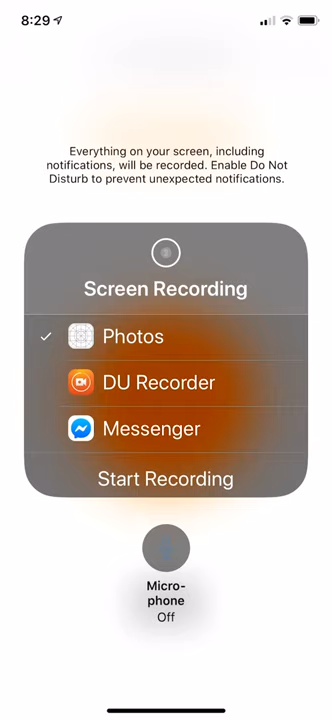 8:29
Everything on your screen, including
notifications, will be recorded. Enable Do Not
Disturb to prevent unexpected notifications.
Screen Recording
Photos
DU Recorder
Messenger
Start Recording
Micro-
phone
Off